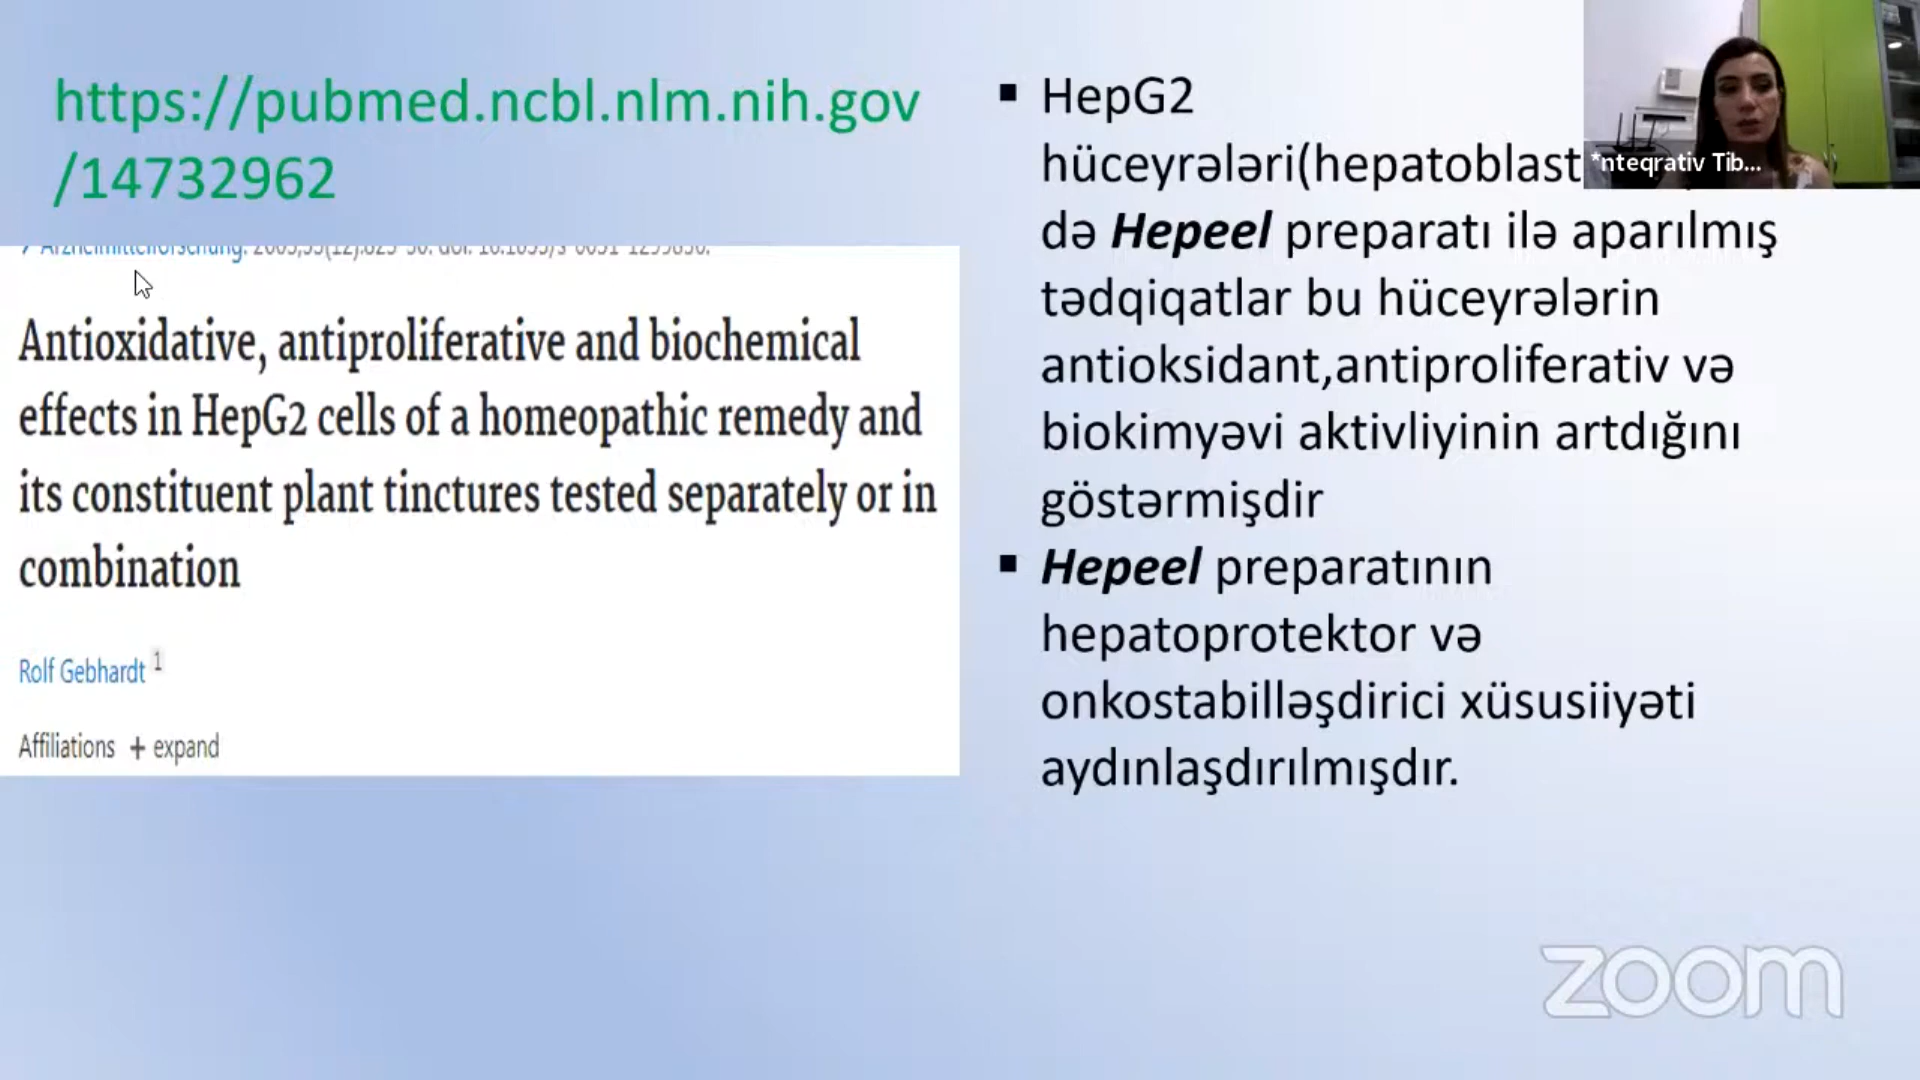 https://pubmed.ncbl.nlm.nih.gov
/14732962
Antioxidative, antiproliferative and biochemical
effects in HepG2 cells of a homeopathic remedy and
its constituent plant tinctures tested separately or in
combination
Rolf Gebhardt 1
Affiliations + expand
▪ HepG2
hüceyrələri(hepatoblast
də Hepeel preparatı ilə aparılmış
tədqiqatlar bu hüceyrələrin
antioksidant,antiproliferativ və
biokimyəvi aktivliyinin artdığını
göstərmişdir
▪ Hepeel preparatının
hepatoprotektor və
onkostabilləşdirici xüsusiiyəti
aydınlaşdırılmışdır.
*nteqrativ Tib...
zoom